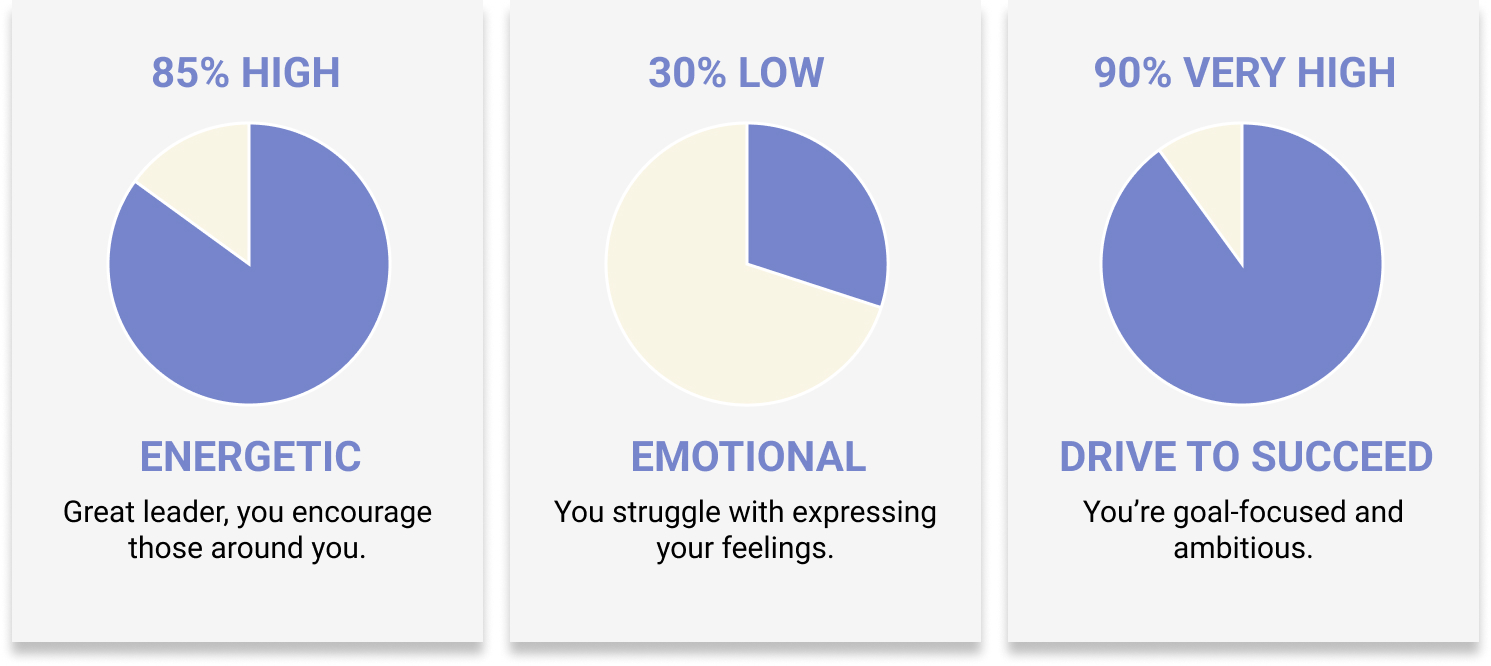 85% HIGH
ENERGETIC
Great leader, you encourage
those around you.
30% LOW
EMOTIONAL
You struggle with expressing
your feelings.
90% VERY HIGH
DRIVE TO SUCCEED
You’re goal-focused and
ambitious.